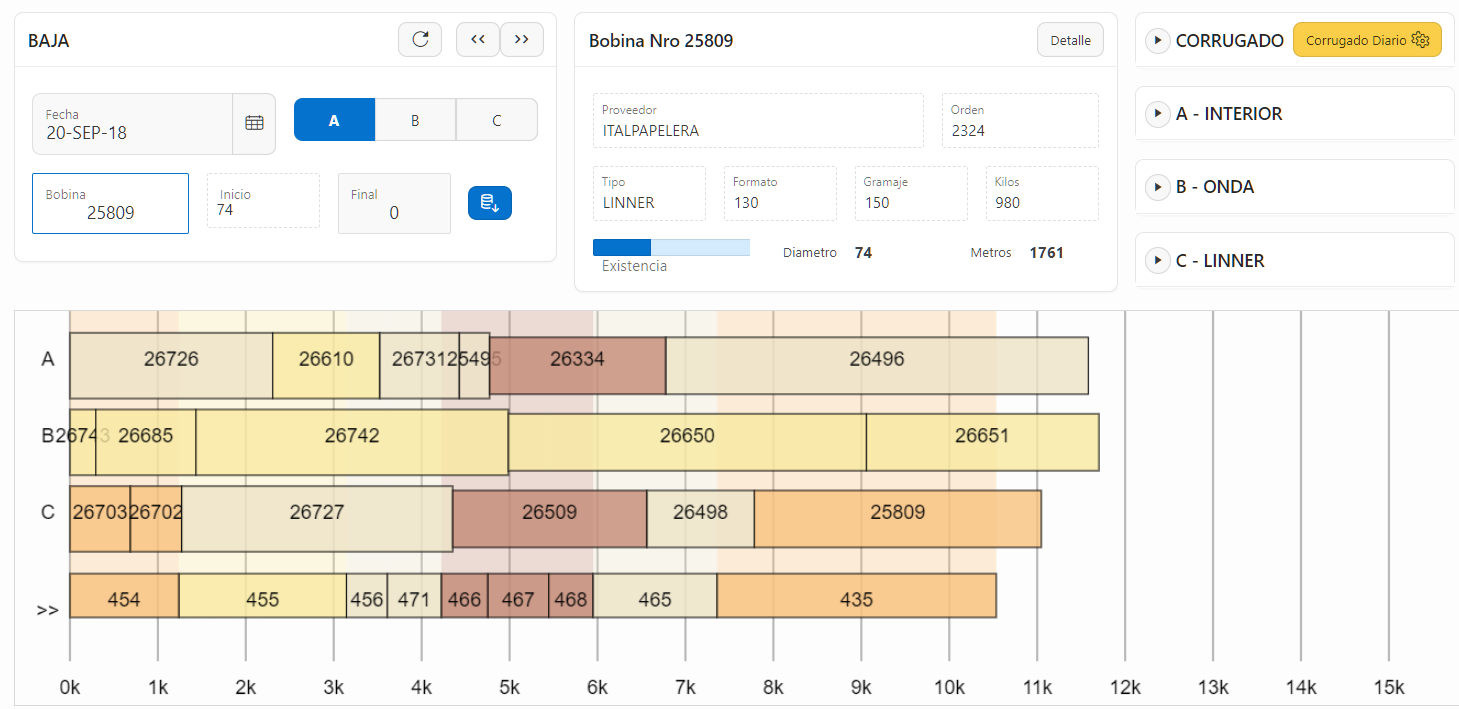 BAJA
<< >>
Fecha
20-SEP-18
A B C
Bobina
25809
Inicio
74
Final
0
Bobina Nro 25809
Detalle
Proveedor
ITALPAPELERA
Orden
2324
Tipo
LINNER
Formato
130
Gramaje
150
Kilos
980
Existencia
Diametro 74
Metros 1761
CORRUGADO
Corrugado Diario
A - INTERIOR
B - ONDA
C - LINNER
A 26726 26610 26731 25495 26334 26496
B 26743 26685 26742 26650 26651
C 26703 26702 26727 26509 26498 25809
>> 454 455 456 471 466 467 468 465 435
0k 1k 2k 3k 4k 5k 6k 7k 8k 9k 10k 11k 12k 13k 14k 15k